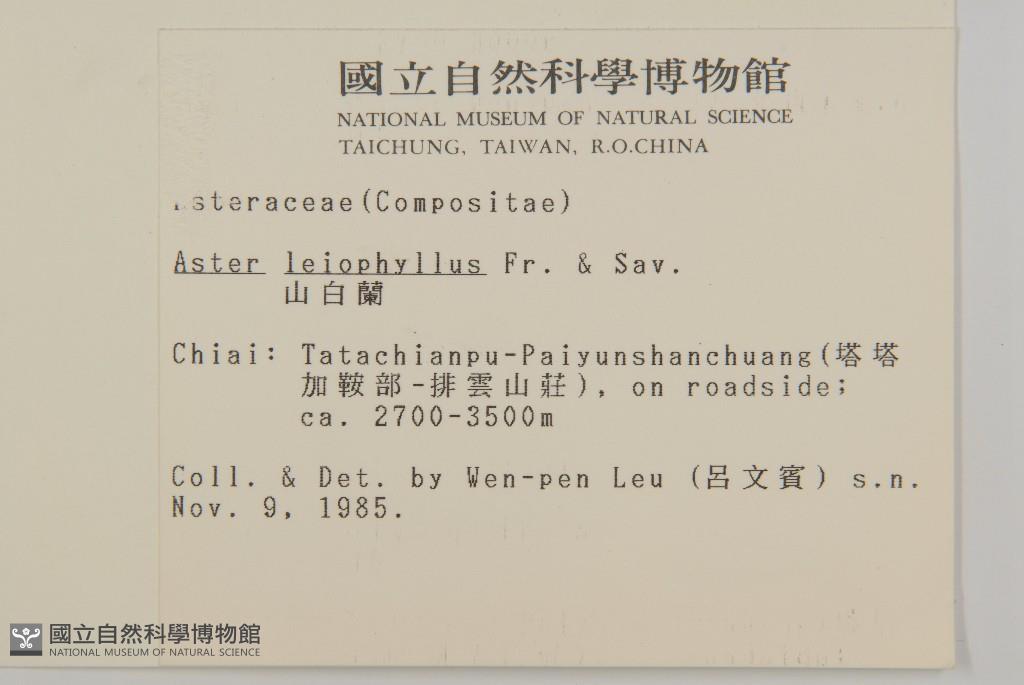 國立自然科學博物館
NATIONAL MUSEUM OF NATURAL SCIENCE
TAICHUNG, TAIWAN, R.O.CHINA
Asteraceae(Compositae)
Aster leiophyllus Fr. & Sav.
山白蘭
Chiai: Tatachianpu-Paiyunshanchuang(塔塔
加鞍部-排雲山莊), on roadside;
ca. 2700-3500m
Coll. & Det. by Wen-pen Leu (呂文賓) s.n.
Nov. 9, 1985.
國立自然科學博物館
NATIONAL MUSEUM OF NATURAL SCIENCE